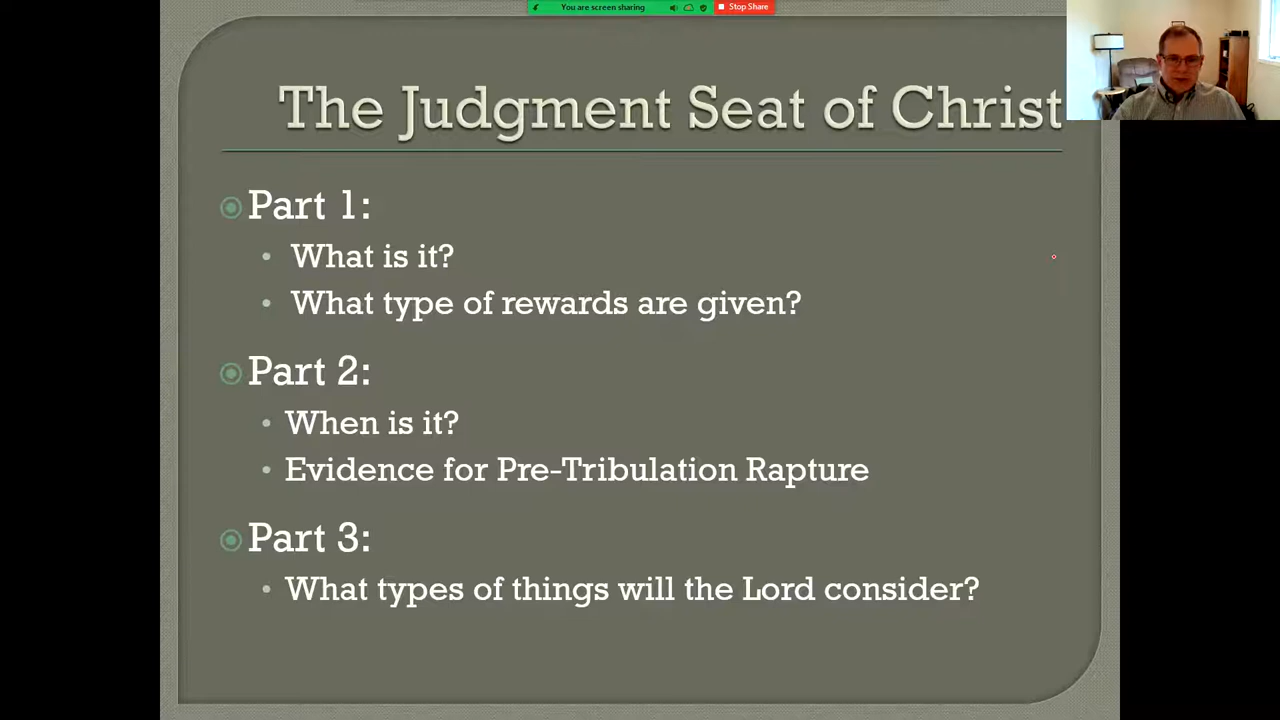 You are screen sharing
Stop Share
The Judgment Seat of Christ
Part 1:
What is it?
What type of rewards are given?
Part 2:
When is it?
Evidence for Pre-Tribulation Rapture
Part 3:
What types of things will the Lord consider?